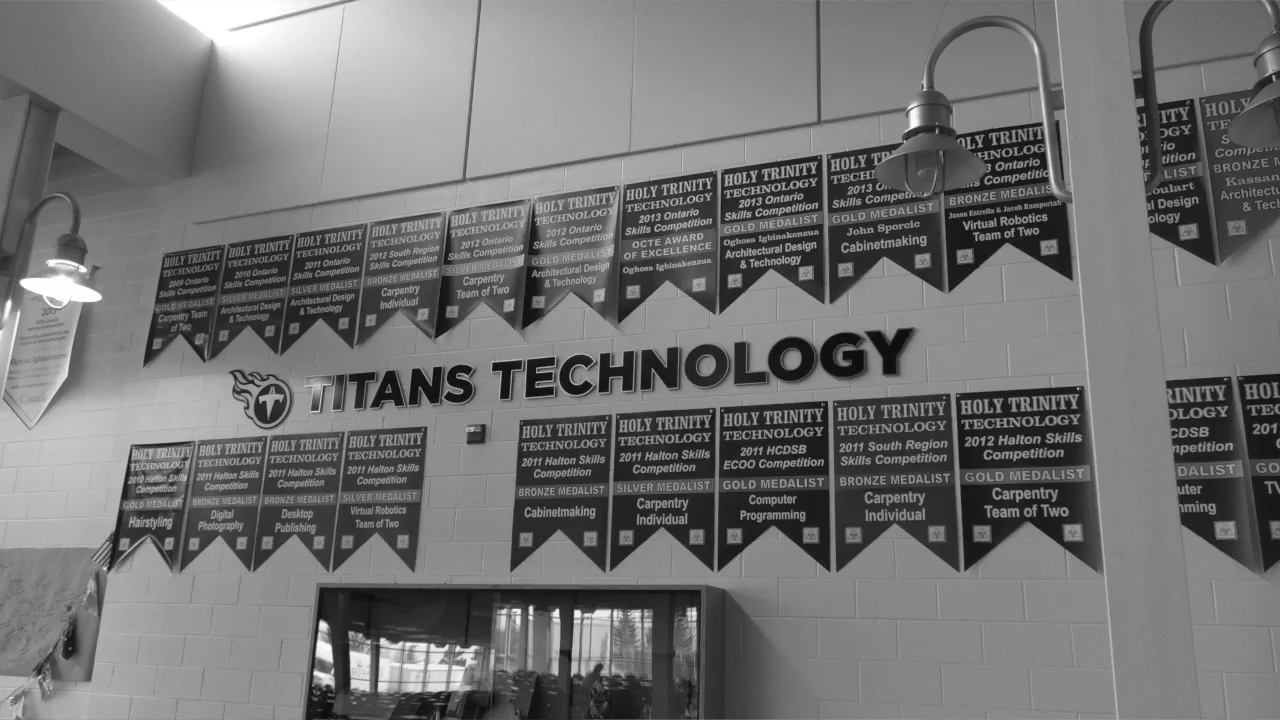 HOLY TRINITY
TECHNOLOGY
2009 Ontario
Skills Competition
GOLD MEDALIST
Carpentry Team
of Two
HOLY TRINITY
TECHNOLOGY
2010 Ontario
Skills Competition
SILVER MEDALIST
Architectural Design
& Technology
HOLY TRINITY
TECHNOLOGY
2011 Ontario
Skills Competition
SILVER MEDALIST
Architectural Design
& Technology
HOLY TRINITY
TECHNOLOGY
2012 South Region
Skills Competition
BRONZE MEDALIST
Carpentry
Individual
HOLY TRINITY
TECHNOLOGY
2012 Ontario
Skills Competition
SILVER MEDALIST
Carpentry
Team of Two
HOLY TRINITY
TECHNOLOGY
2012 Ontario
Skills Competition
GOLD MEDALIST
Architectural Design
& Technology
HOLY TRINITY
TECHNOLOGY
2013 Ontario
Skills Competition
OCTE AWARD
OF EXCELLENCE
Oghosa Igbinakenzua
HOLY TRINITY
TECHNOLOGY
2013 Ontario
Skills Competition
GOLD MEDALIST
Oghosa Igbinakenzua
Architectural Design
& Technology
HOLY
2013
Skills
GOLD MEDALIST
John Sporcic
Cabinetmaking
TRINITY
Ontario
Competition
BRONZE MEDALIST
Jason Estrella & Jacob Rampertab
Virtual Robotics
Team of Two
BRONZE
TITANS TECHNOLOGY
HOLY TRINITY
TECHNOLOGY
2010 Halton Skills
Competition
GOLD MEDALIST
Hairstyling
HOLY TRINITY
TECHNOLOGY
2011 Halton Skills
Competition
BRONZE MEDALIST
Digital
Photography
HOLY TRINITY
TECHNOLOGY
2011 Halton Skills
Competition
BRONZE MEDALIST
Desktop
Publishing
HOLY TRINITY
TECHNOLOGY
2011 Halton Skills
Competition
SILVER MEDALIST
Virtual Robotics
Team of Two
HOLY TRINITY
TECHNOLOGY
2011 Halton Skills
Competition
BRONZE MEDALIST
Cabinetmaking
HOLY TRINITY
TECHNOLOGY
2011 Halton Skills
Competition
SILVER MEDALIST
Carpentry
Individual
HOLY TRINITY
TECHNOLOGY
2011 HCDSB
ECOO Competition
GOLD MEDALIST
Computer
Programming
HOLY TRINITY
TECHNOLOGY
2011 South Region
Skills Competition
BRONZE MEDALIST
Carpentry
Individual
HOLY TRINITY
TECHNOLOGY
2012 Halton Skills
Competition
GOLD MEDALIST
Carpentry
Team of Two